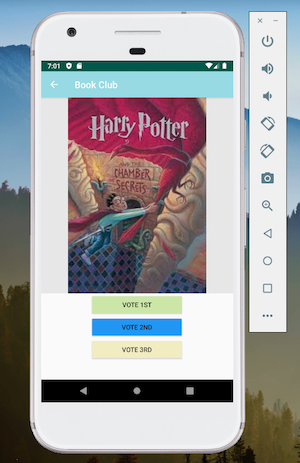 7:01
Book Club
Harry Potter
AND THE
CHAMBER
OF
SECRETS
VOTE 1ST
VOTE 2ND
VOTE 3RD